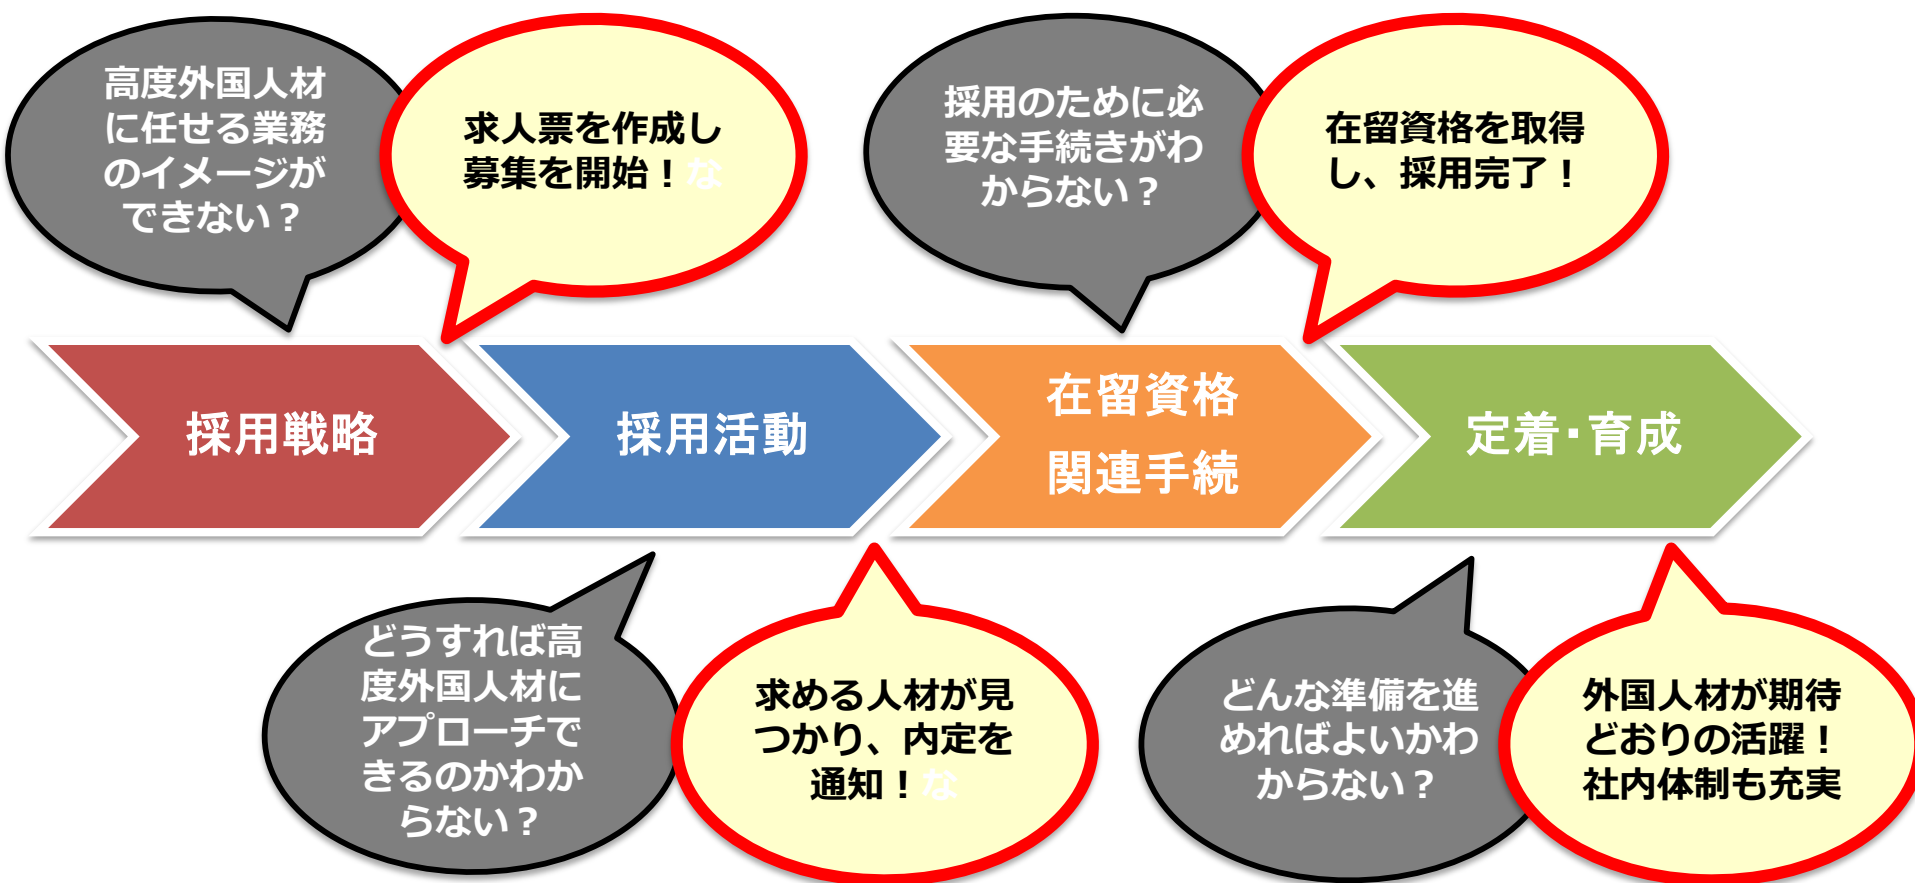 高度外国人材
に任せる業務
のイメージが
できない？
求人票を作成し
募集を開始！な
採用のために必
要な手続きがわ
からない？
在留資格を取得
し、採用完了！
採用戦略
採用活動
在留資格
関連手続
定着・育成
どうすれば高
度外国人材に
アプローチで
きるのかわか
らない？
求める人材が見
つかり、内定を
通知！な
どんな準備を進
めればよいかわ
からない？
外国人材が期待
どおりの活躍！
社内体制も充実